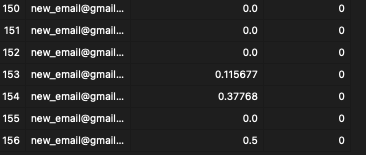 150 new_email@gmail... 0.0 0
151 new_email@gmail... 0.0 0
152 new_email@gmail... 0.0 0
153 new_email@gmail... 0.115677 0
154 new_email@gmail... 0.37768 0
155 new_email@gmail... 0.0 0
156 new_email@gmail... 0.5 0